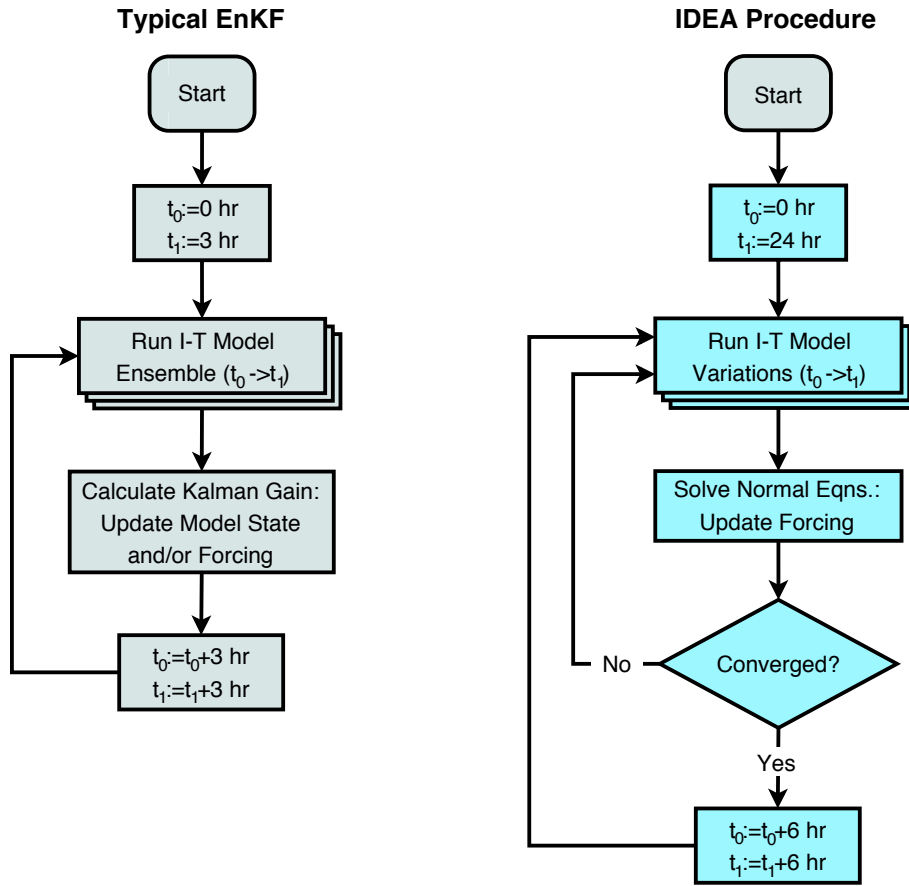 Typical EnKF
Start
t₀:=0 hr
t₁:=3 hr
Run I-T Model
Ensemble (t₀->t₁)
Calculate Kalman Gain:
Update Model State
and/or Forcing
t₀:=t₀+3 hr
t₁:=t₁+3 hr
IDEA Procedure
Start
t₀:=0 hr
t₁:=24 hr
Run I-T Model
Variations (t₀->t₁)
Solve Normal Eqns.:
Update Forcing
Converged?
No
Yes
t₀:=t₀+6 hr
t₁:=t₁+6 hr